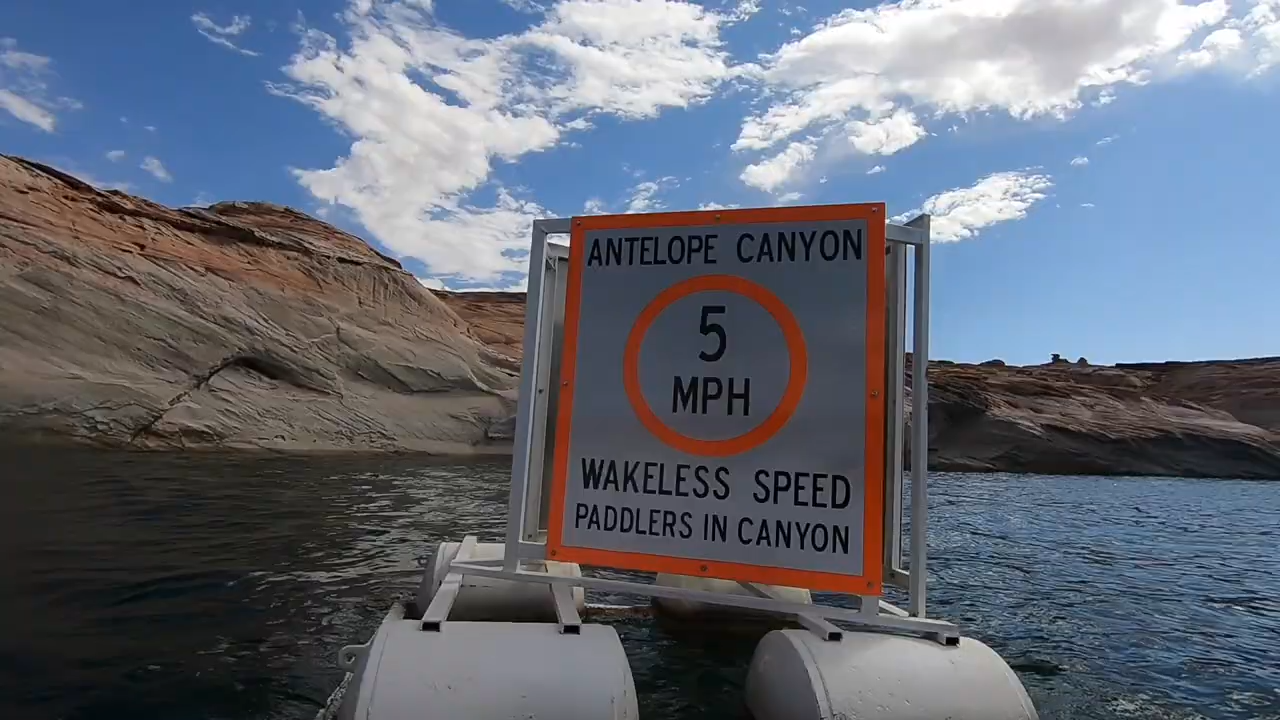 ANTELOPE CANYON
5
MPH
WAKELESS SPEED
PADDLERS IN CANYON